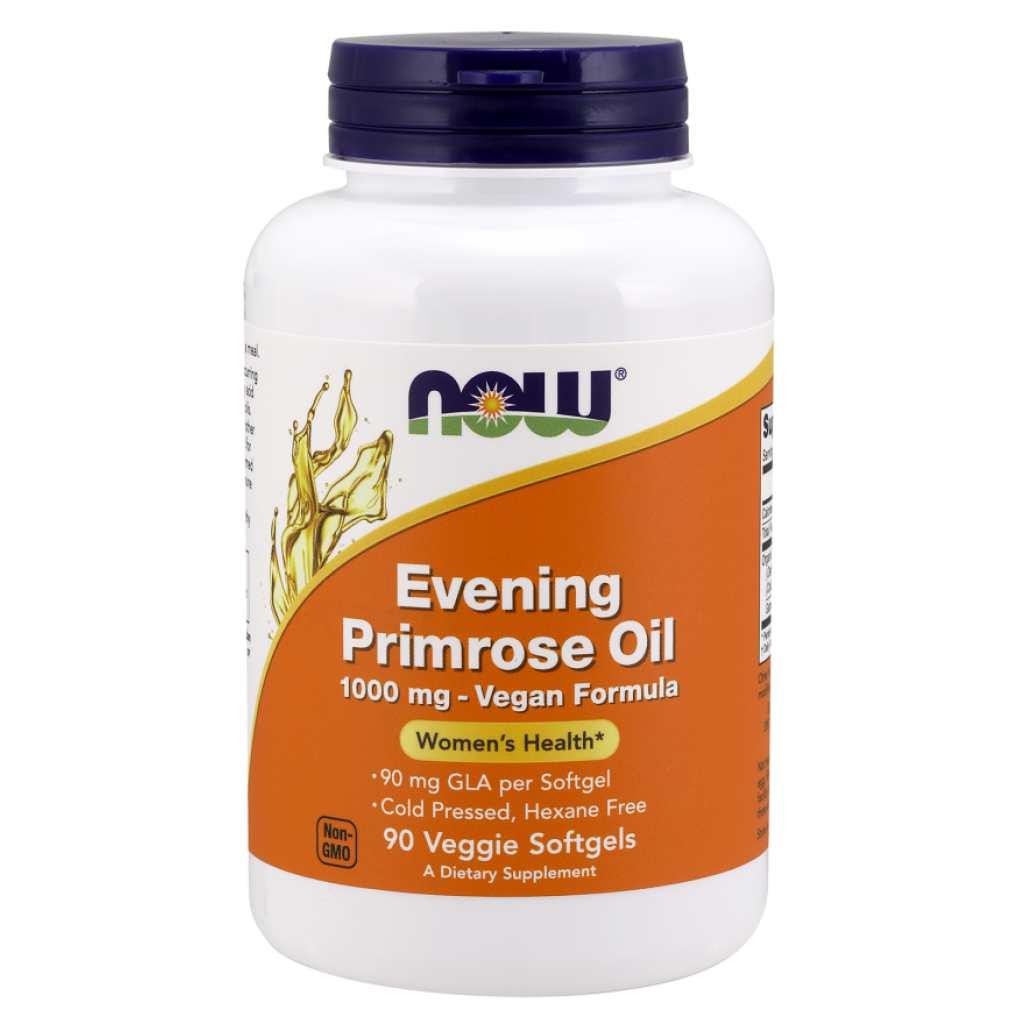 now®
Evening
Primrose Oil
1000 mg - Vegan Formula
Women's Health*
•90 mg GLA per Softgel
•Cold Pressed, Hexane Free
90 Veggie Softgels
A Dietary Supplement
Non-
GMO
meal.